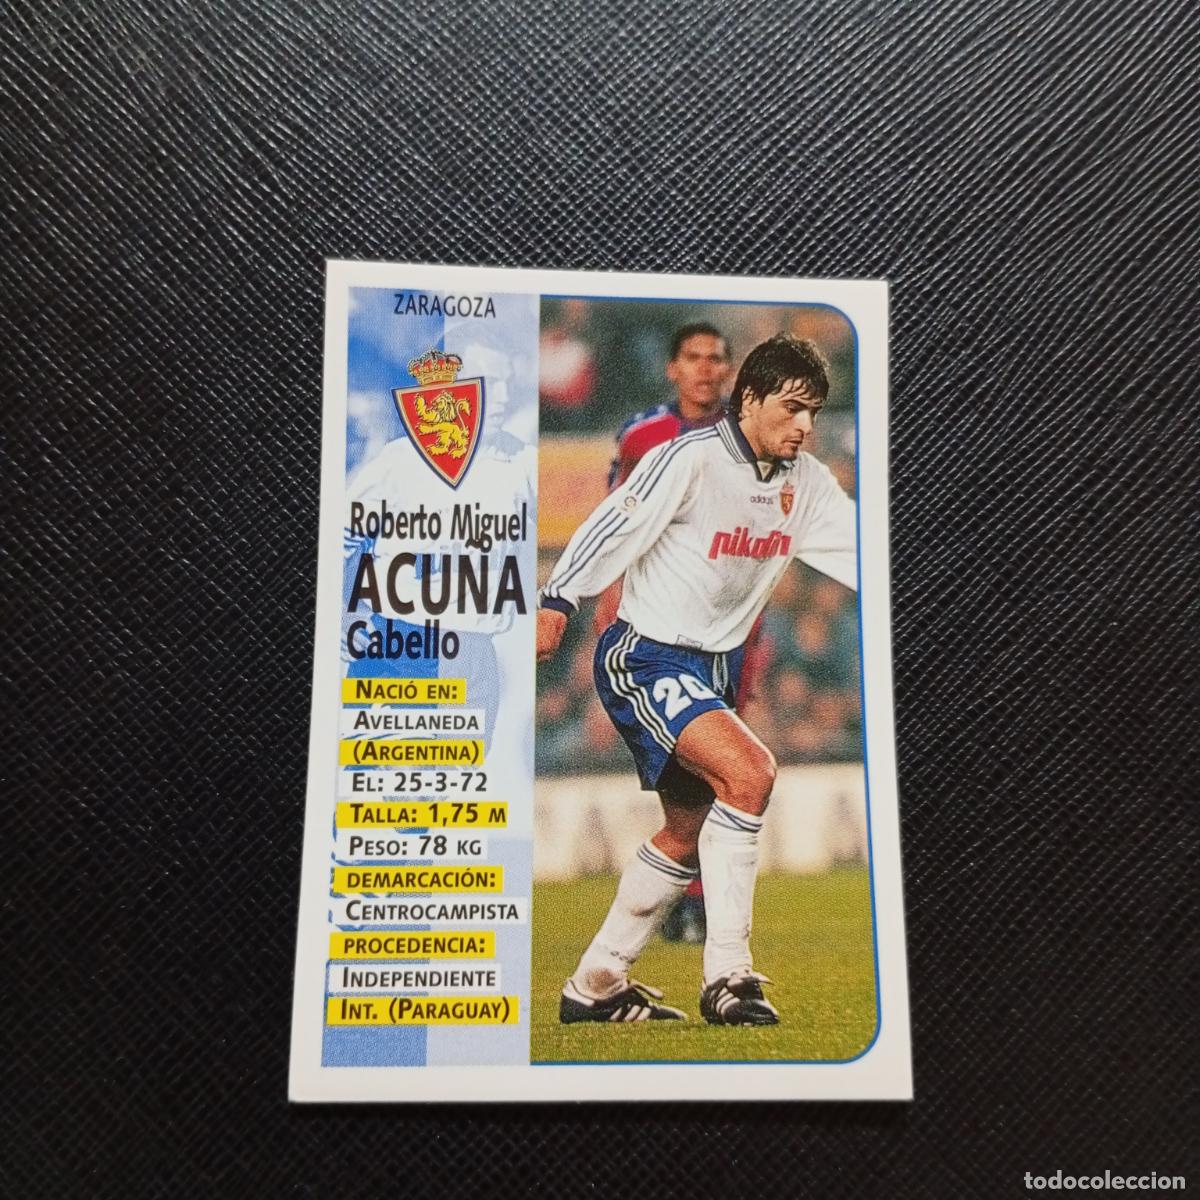 ZARAGOZA
Roberto Miguel
ACUÑA
Cabello
NACIÓ EN:
AVELLANEDA
(ARGENTINA)
EL: 25-3-72
TALLA: 1,75 M
PESO: 78 KG
DEMARCACIÓN:
CENTROCAMPISTA
PROCEDENCIA:
INDEPENDIENTE
INT. (PARAGUAY)
adidas
pikolin
20
todocoleccion